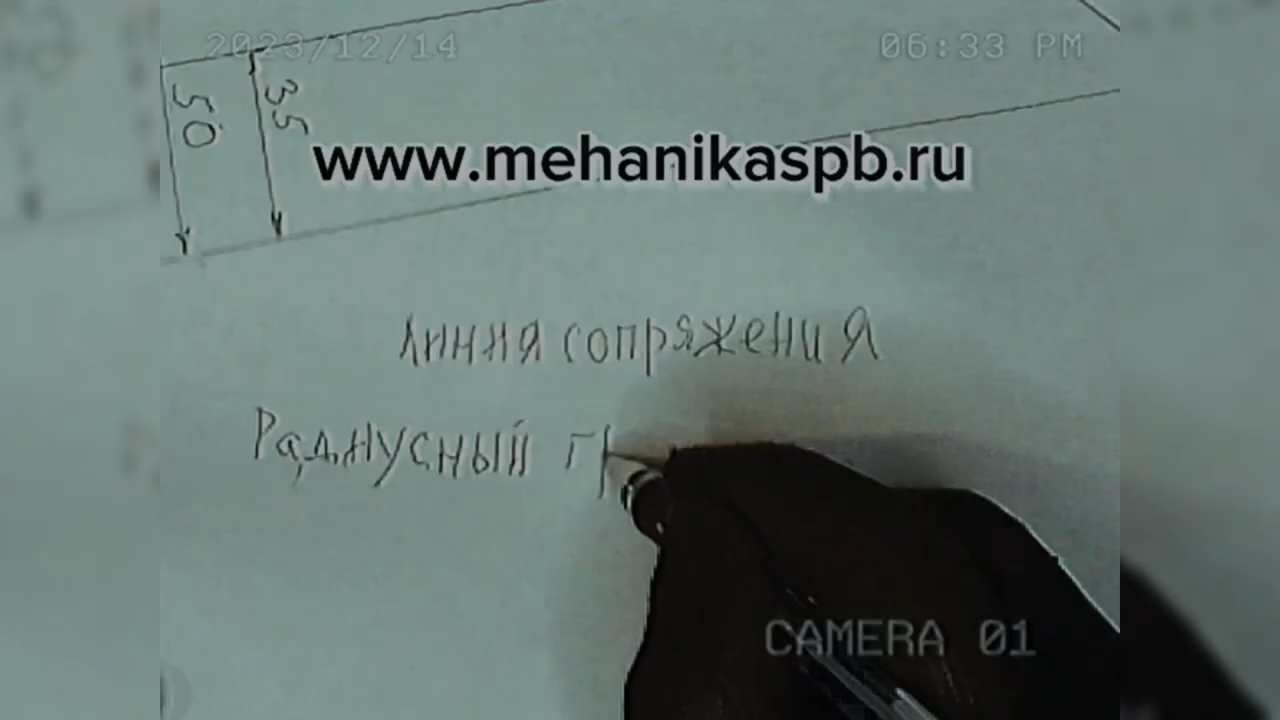 2023/12/14 06:33 PM
50
35
www.mehanikaspb.ru
линия сопряжения
Радиусный г
CAMERA 01